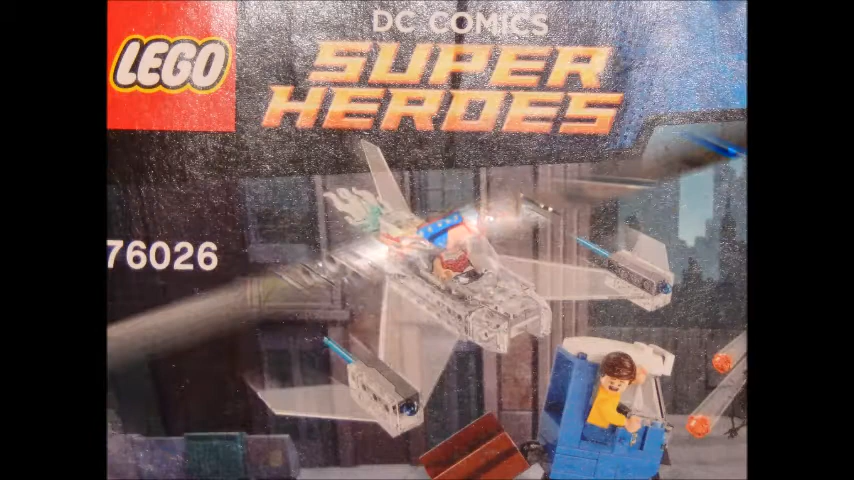 DC COMICS
LEGO
SUPER
HEROES
76026